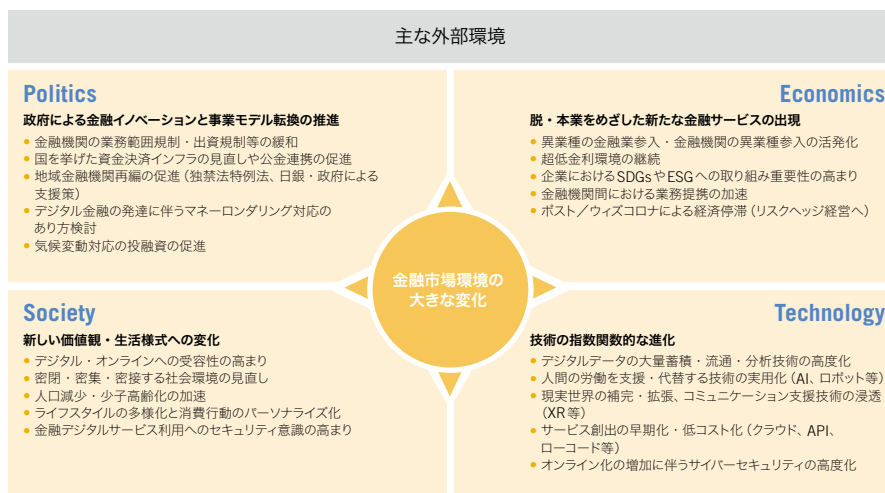 主な外部環境
Politics
政府による金融イノベーションと事業モデル転換の推進
● 金融機関の業務範囲規制・出資規制等の緩和
● 国を挙げた資金決済インフラの見直しや公金連携の促進
● 地域金融機関再編の促進（独禁法特例法、日銀・政府による
支援策）
● デジタル金融の発達に伴うマネーロンダリング対応の
あり方検討
● 気候変動対応の投融資の促進
Economics
脱・本業をめざした新たな金融サービスの出現
● 異業種の金融業参入・金融機関の異業種参入の活発化
● 超低金利環境の継続
● 企業におけるSDGsやESGへの取り組み重要性の高まり
● 金融機関間における業務提携の加速
● ポスト／ウィズコロナによる経済停滞（リスクヘッジ経営へ）
金融市場環境の
大きな変化
Society
新しい価値観・生活様式への変化
● デジタル・オンラインへの受容性の高まり
● 密閉・密集・密接する社会環境の見直し
● 人口減少・少子高齢化の加速
● ライフスタイルの多様化と消費行動のパーソナライズ化
● 金融デジタルサービス利用へのセキュリティ意識の高まり
Technology
技術の指数関数的な進化
● デジタルデータの大量蓄積・流通・分析技術の高度化
● 人間の労働を支援・代替する技術の実用化（AI、ロボット等）
● 現実世界の補完・拡張、コミュニケーション支援技術の浸透
（XR等）
● サービス創出の早期化・低コスト化（クラウド、API、
ローコード等）
● オンライン化の増加に伴うサイバーセキュリティの高度化